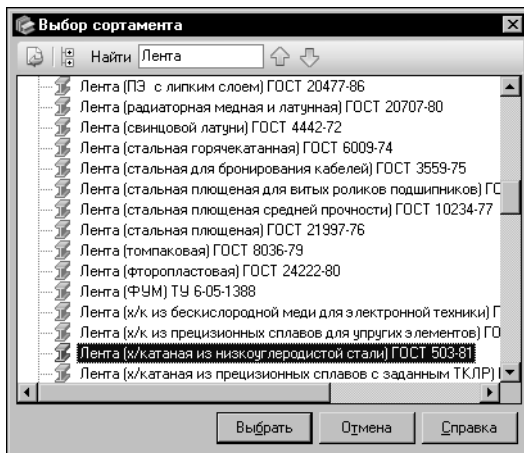 Выбор сортамента
Найти Лента
Лента (ПЭ с липким слоем) ГОСТ 20477-86
Лента (радиаторная медная и латунная) ГОСТ 20707-80
Лента (свинцовой латуни) ГОСТ 4442-72
Лента (стальная горячекатанная) ГОСТ 6009-74
Лента (стальная для бронирования кабелей) ГОСТ 3559-75
Лента (стальная плющеная для витых роликов подшипников) ГС
Лента (стальная плющеная средней прочности) ГОСТ 10234-77
Лента (стальная плющеная) ГОСТ 21997-76
Лента (томпаковая) ГОСТ 8036-79
Лента (фторопластовая) ГОСТ 24222-80
Лента (ФУМ) ТУ 6-05-1388
Лента (х/к из бескислородной меди для электронной техники) Г
Лента (х/к из прецизионных сплавов для упругих элементов) ГО
Лента (х/катаная из низкоуглеродистой стали) ГОСТ 503-81
Лента (х/катаная из прецизионных сплавов с заданным ТКЛР)
Выбрать Отмена Справка